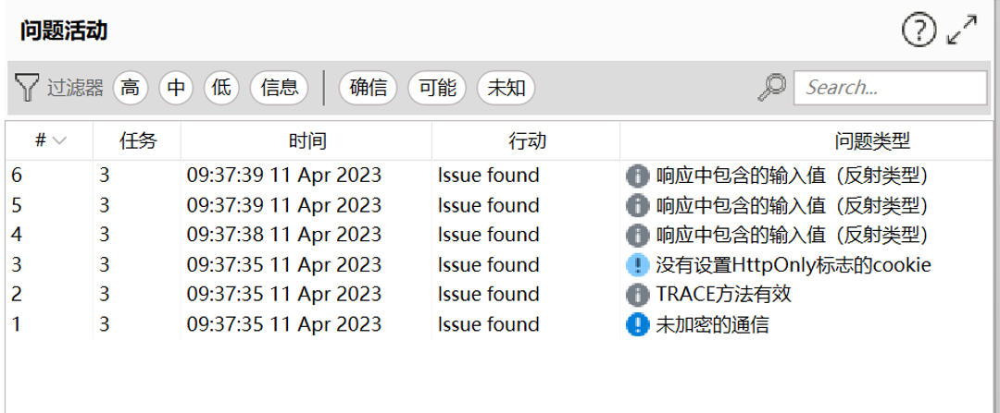 问题活动
过滤器 高 中 低 信息 确信 可能 未知 Search...
# 任务 时间 行动 问题类型
6 3 09:37:39 11 Apr 2023 Issue found 响应中包含的输入值（反射类型）
5 3 09:37:39 11 Apr 2023 Issue found 响应中包含的输入值（反射类型）
4 3 09:37:38 11 Apr 2023 Issue found 响应中包含的输入值（反射类型）
3 3 09:37:35 11 Apr 2023 Issue found 没有设置HttpOnly标志的cookie
2 3 09:37:35 11 Apr 2023 Issue found TRACE方法有效
1 3 09:37:35 11 Apr 2023 Issue found 未加密的通信